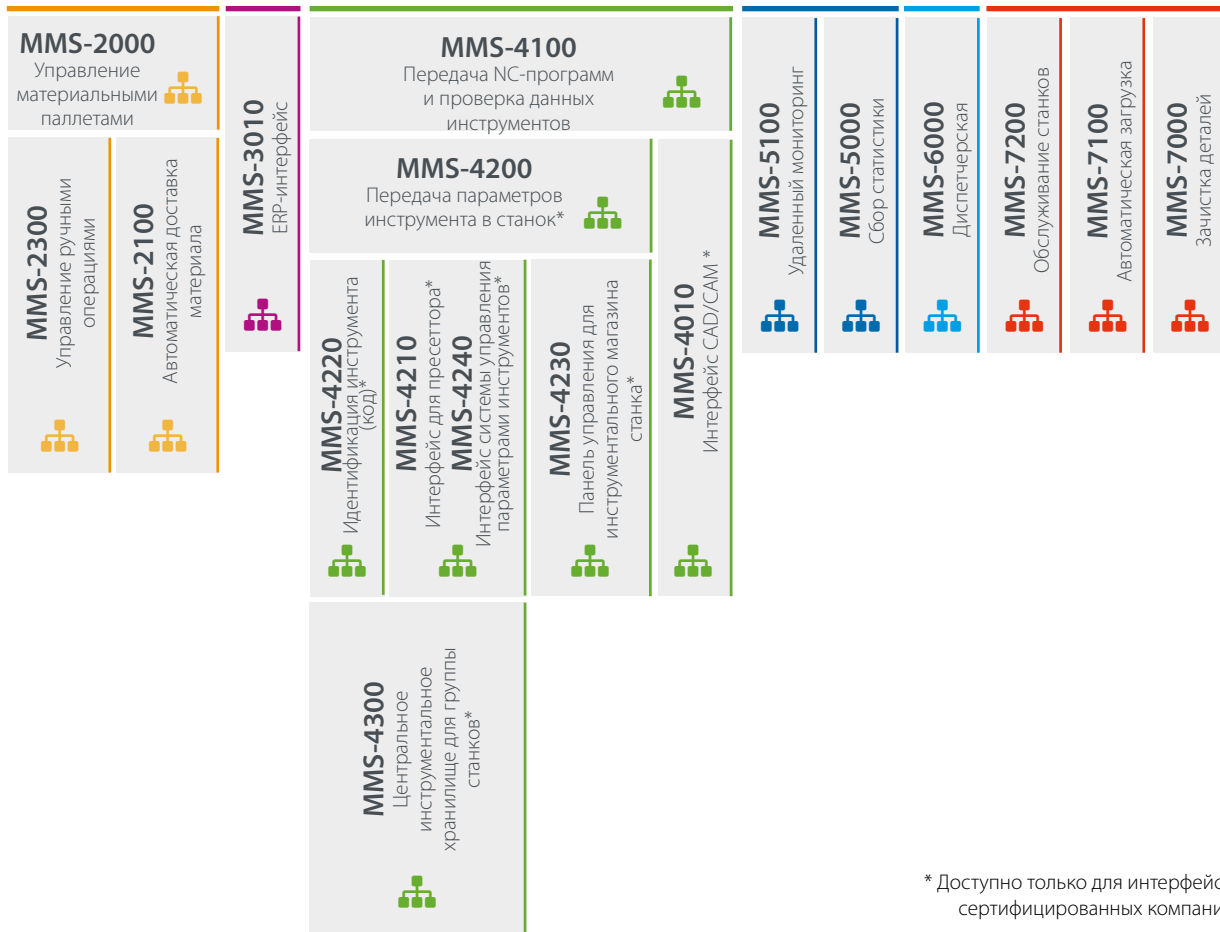 MMS-2000
Управление
материальными
паллетами
MMS-2300
Управление ручными
операциями
MMS-2100
Автоматическая доставка
материала
MMS-3010
ERP-интерфейс
MMS-4100
Передача NC-программ
и проверка данных
инструментов
MMS-4200
Передача параметров
инструмента в станок*
MMS-4220
Идентификация инструмента
(код)*
MMS-4210
Интерфейс для пресетора*
MMS-4240
Интерфейс системы управления
параметрами инструментов*
MMS-4230
Панель управления для
инструментального магазина
станка*
MMS-4010
Интерфейс CAD/CAM *
MMS-4300
Центральное
инструментальное
хранилище для группы
станков*
MMS-5100
Удаленный мониторинг
MMS-5000
Сбор статистики
MMS-6000
Диспетчерская
MMS-7200
Обслуживание станков
MMS-7100
Автоматическая загрузка
MMS-7000
Зачистка деталей
* Доступно только для интерфейс
сертифицированных компани